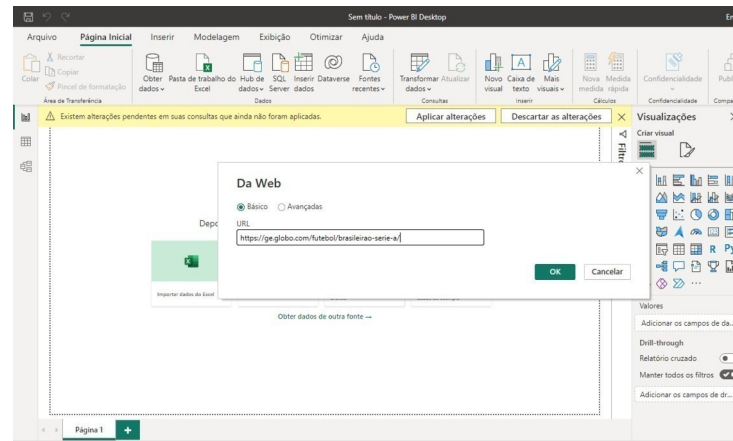 Sem título - Power BI Desktop
Arquivo Página Inicial Inserir Modelagem Exibição Otimizar Ajuda
Colar
Recortar
Copiar
Pincel de formatação
Área de Transferência
Obter dados
Pasta de trabalho do Excel
Hub de dados
SQL Server
Inserir dados
Dataverse
Fontes recentes
Dados
Transformar dados
Atualizar
Consultas
Novo visual
Caixa de texto
Mais visuais
Inserir
Nova medida
Medida rápida
Cálculos
Confidencialidade
Confidencialidade
Existem alterações pendentes em suas consultas que ainda não foram aplicadas.
Aplicar alterações
Descartar as alterações
Visualizações
Criar visual
Da Web
Básico Avançadas
URL
https://ge.globo.com/futebol/brasileirao-serie-a/
OK Cancelar
Importar dados do Excel
Obter dados de outra fonte →
R
Valores
Adicionar os campos de da...
Drill-through
Relatório cruzado
Manter todos os filtros
Adicionar os campos de dr...
Página 1